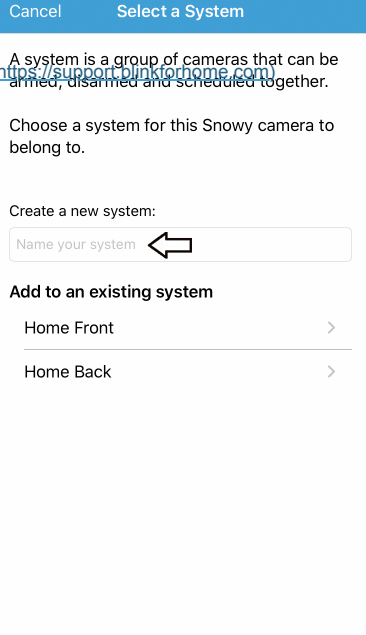 Cancel Select a System
A system is a group of cameras that can be
https://support.blinkforhome.com)
armed, disarmed and scheduled together.
Choose a system for this Snowy camera to
belong to.
Create a new system:
Name your system
Add to an existing system
Home Front
Home Back